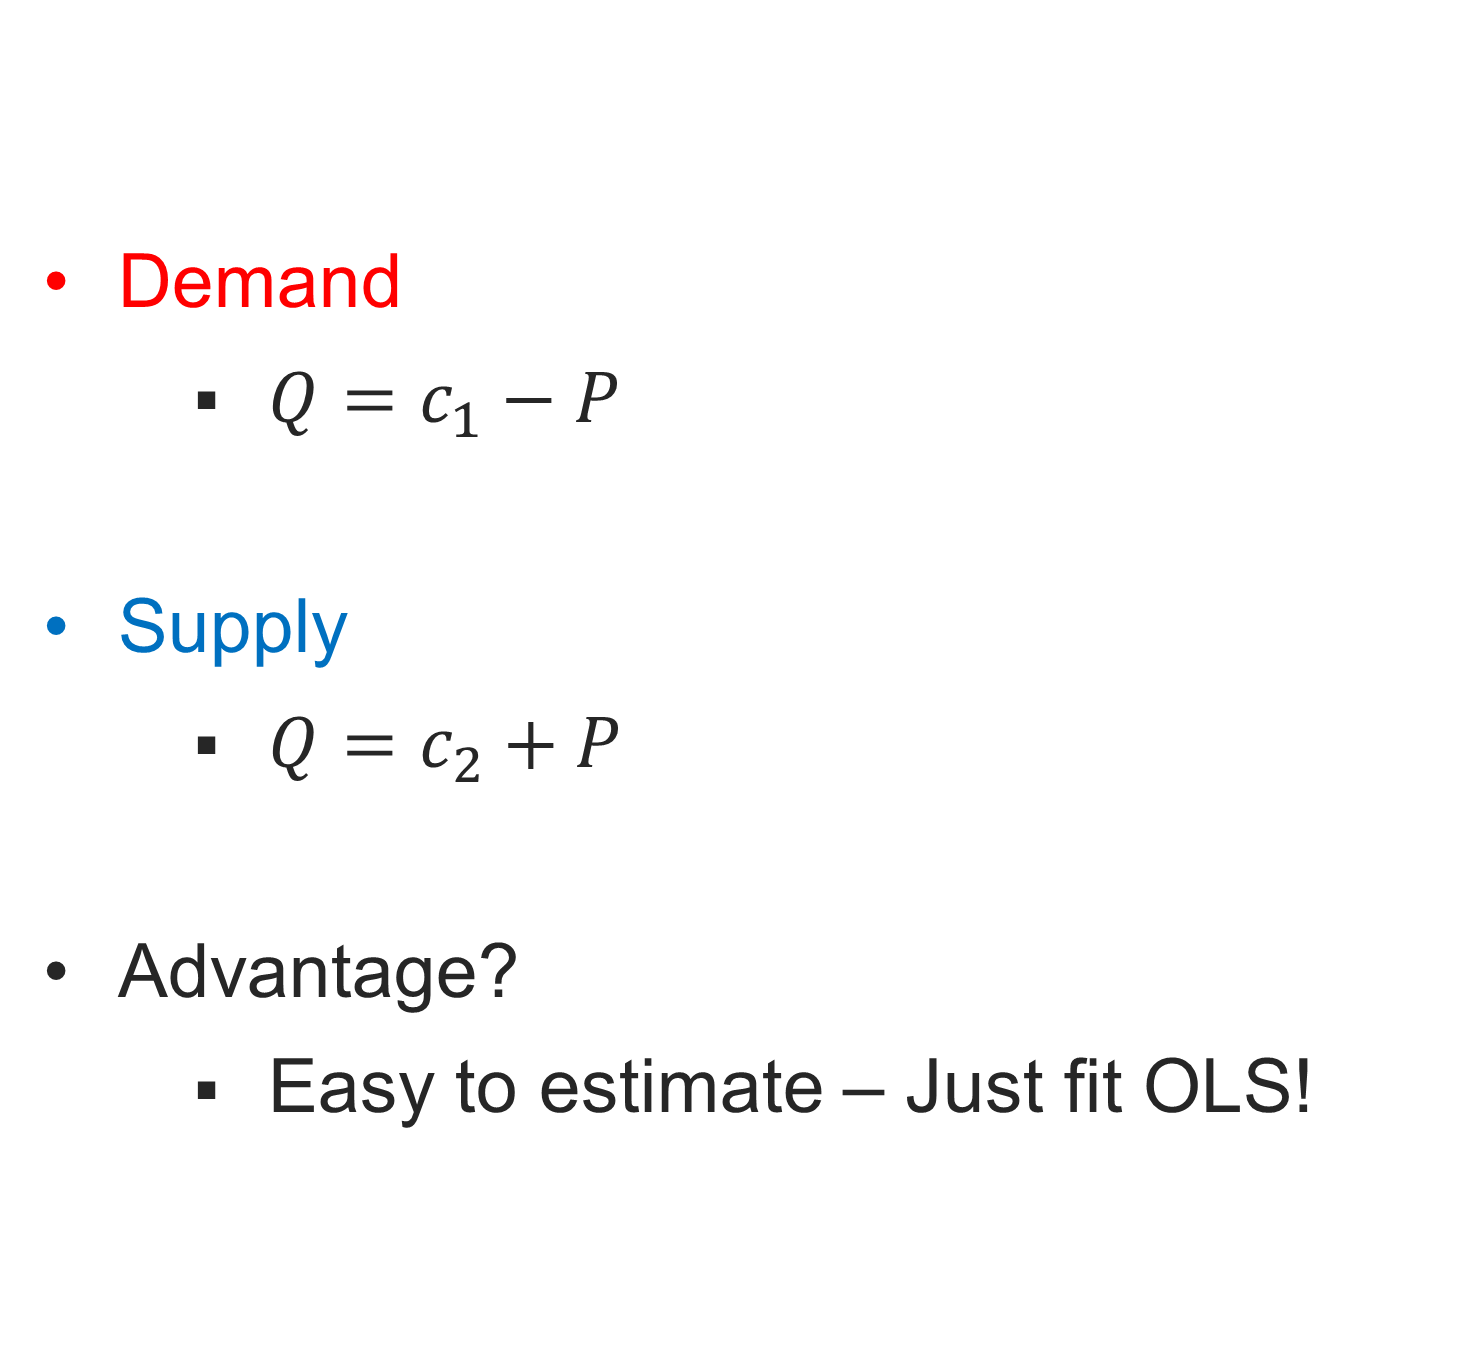 • Demand
▪ Q = c₁ − P
• Supply
▪ Q = c₂ + P
• Advantage?
▪ Easy to estimate – Just fit OLS!